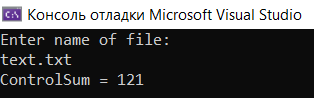 Консоль отладки Microsoft Visual Studio
Enter name of file:
text.txt
ControlSum = 121